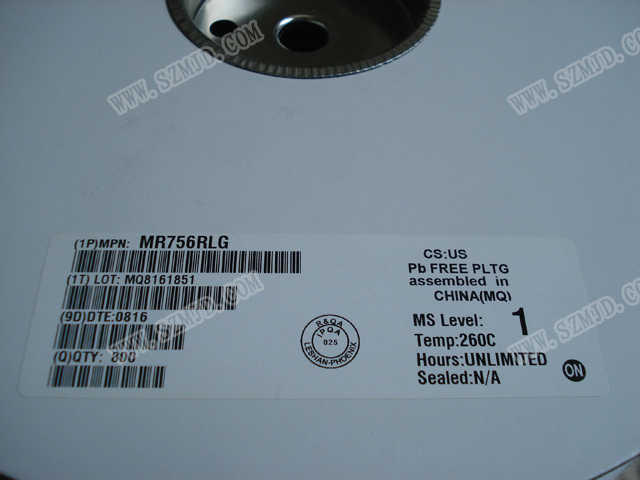 WWW.SZMJD.COM
WWW.SZMJD.COM
(1P)MPN: MR756RLG
(1T) LOT: MQ8161851
(9D)DTE:0816
(Q)QTY: 800
R&QA
IPQA
025
LESHAN-PHOENIX
CS:US
Pb FREE PLTG
assembled in
CHINA(MQ)
MS Level: 1
Temp:260C
Hours:UNLIMITED
Sealed:N/A
ON
WWW.SZMJD.COM
WWW.SZMJD.COM